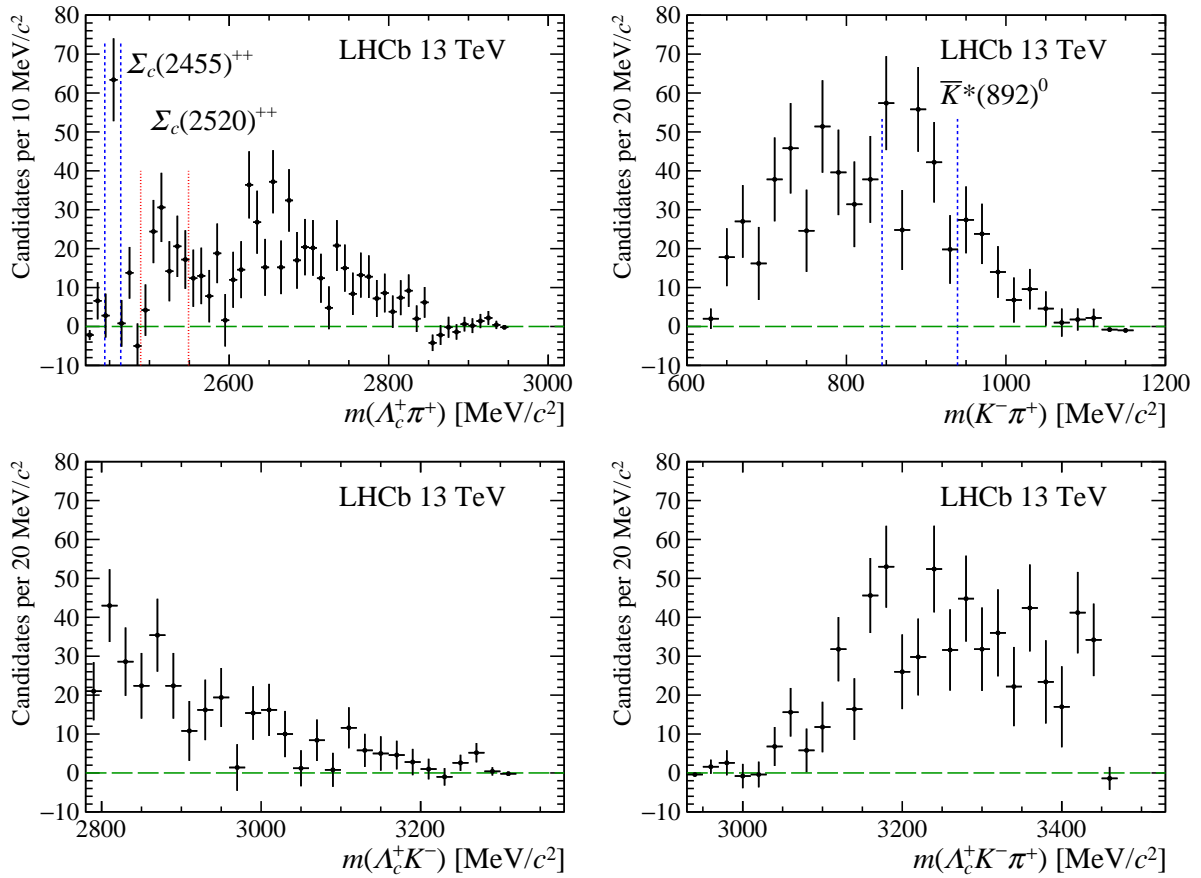 LHCb 13 TeV
Σc(2455)++
Σc(2520)++
Candidates per 10 MeV/c2
80
70
60
50
40
30
20
10
0
−10
2600 2800 3000
m(Λc+π+) [MeV/c2]
LHCb 13 TeV
K̅*(892)0
Candidates per 20 MeV/c2
80
70
60
50
40
30
20
10
0
−10
600 800 1000 1200
m(K−π+) [MeV/c2]
LHCb 13 TeV
Candidates per 20 MeV/c2
80
70
60
50
40
30
20
10
0
−10
2800 3000 3200
m(Λc+K−) [MeV/c2]
LHCb 13 TeV
Candidates per 20 MeV/c2
80
70
60
50
40
30
20
10
0
−10
3000 3200 3400
m(Λc+K−π+) [MeV/c2]